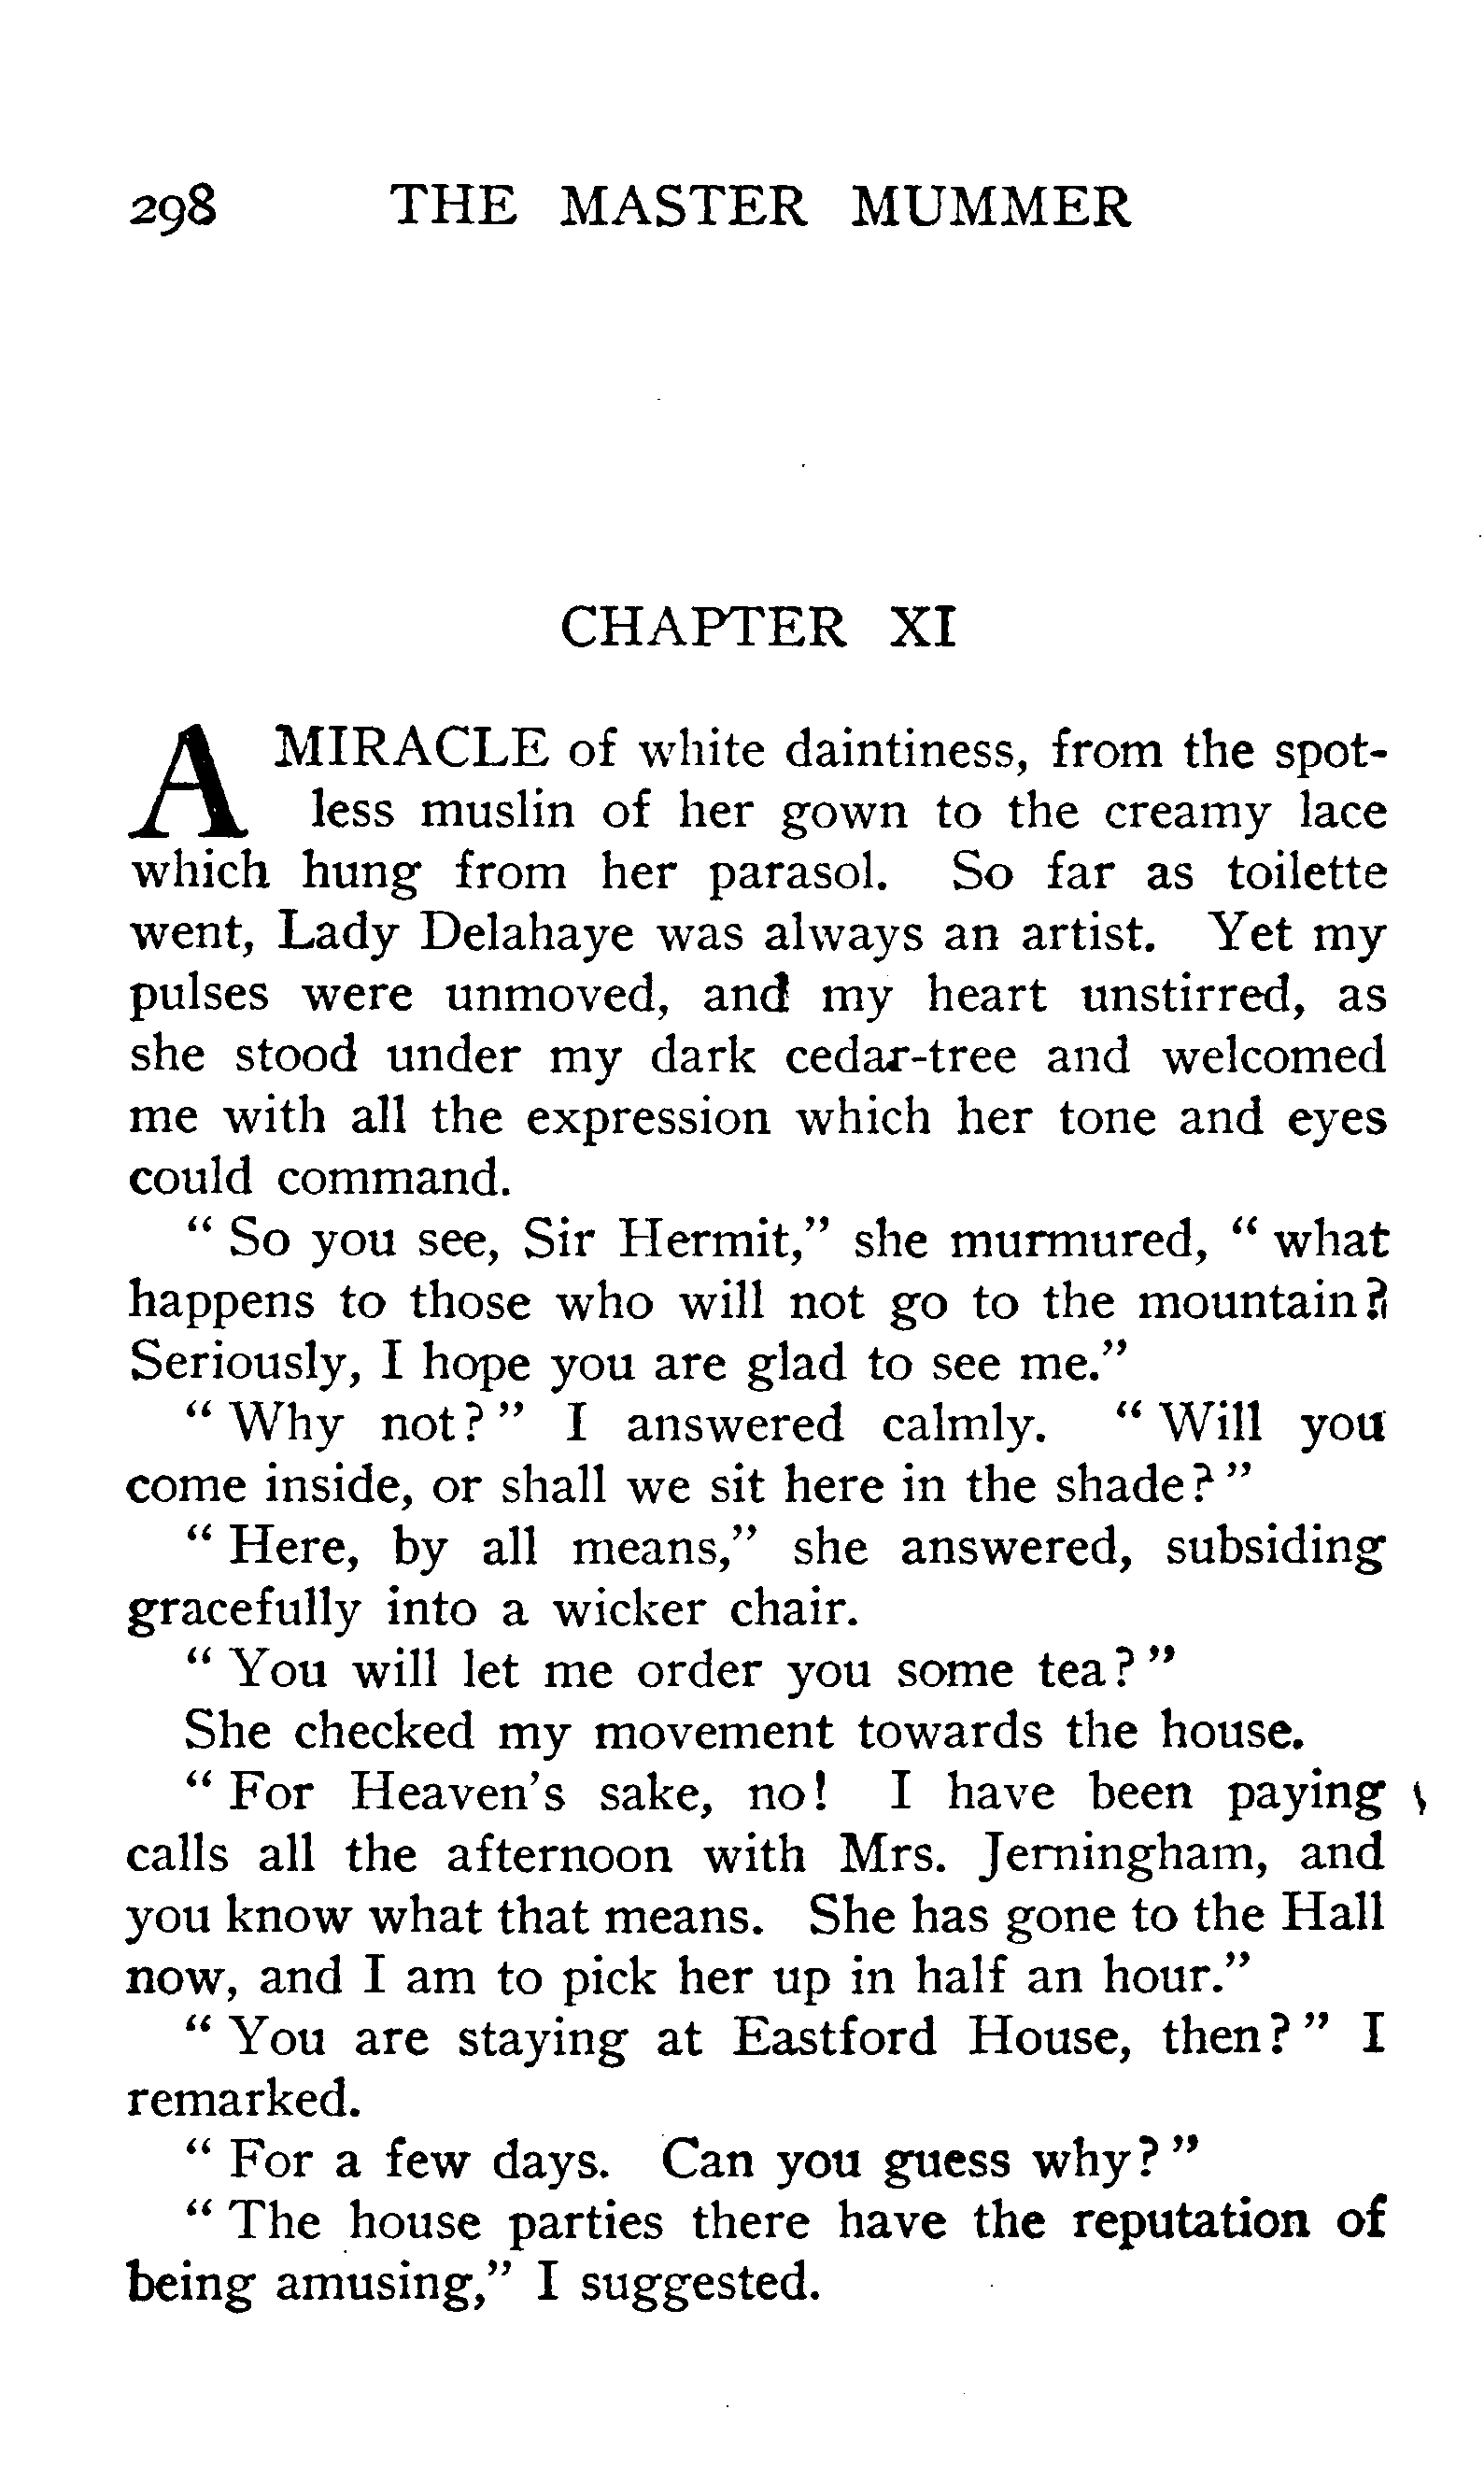 298 THE MASTER MUMMER
CHAPTER XI
A MIRACLE of white daintiness, from the spot-
less muslin of her gown to the creamy lace
which hung from her parasol. So far as toilette
went, Lady Delahaye was always an artist. Yet my
pulses were unmoved, and my heart unstirred, as
she stood under my dark cedar-tree and welcomed
me with all the expression which her tone and eyes
could command.
" So you see, Sir Hermit," she murmured, " what
happens to those who will not go to the mountain?
Seriously, I hope you are glad to see me."
" Why not? " I answered calmly. " Will you
come inside, or shall we sit here in the shade? "
" Here, by all means," she answered, subsiding
gracefully into a wicker chair.
" You will let me order you some tea? "
She checked my movement towards the house.
" For Heaven's sake, no! I have been paying
calls all the afternoon with Mrs. Jerningham, and
you know what that means. She has gone to the Hall
now, and I am to pick her up in half an hour."
" You are staying at Eastford House, then? " I
remarked.
" For a few days. Can you guess why? "
" The house parties there have the reputation of
being amusing," I suggested.